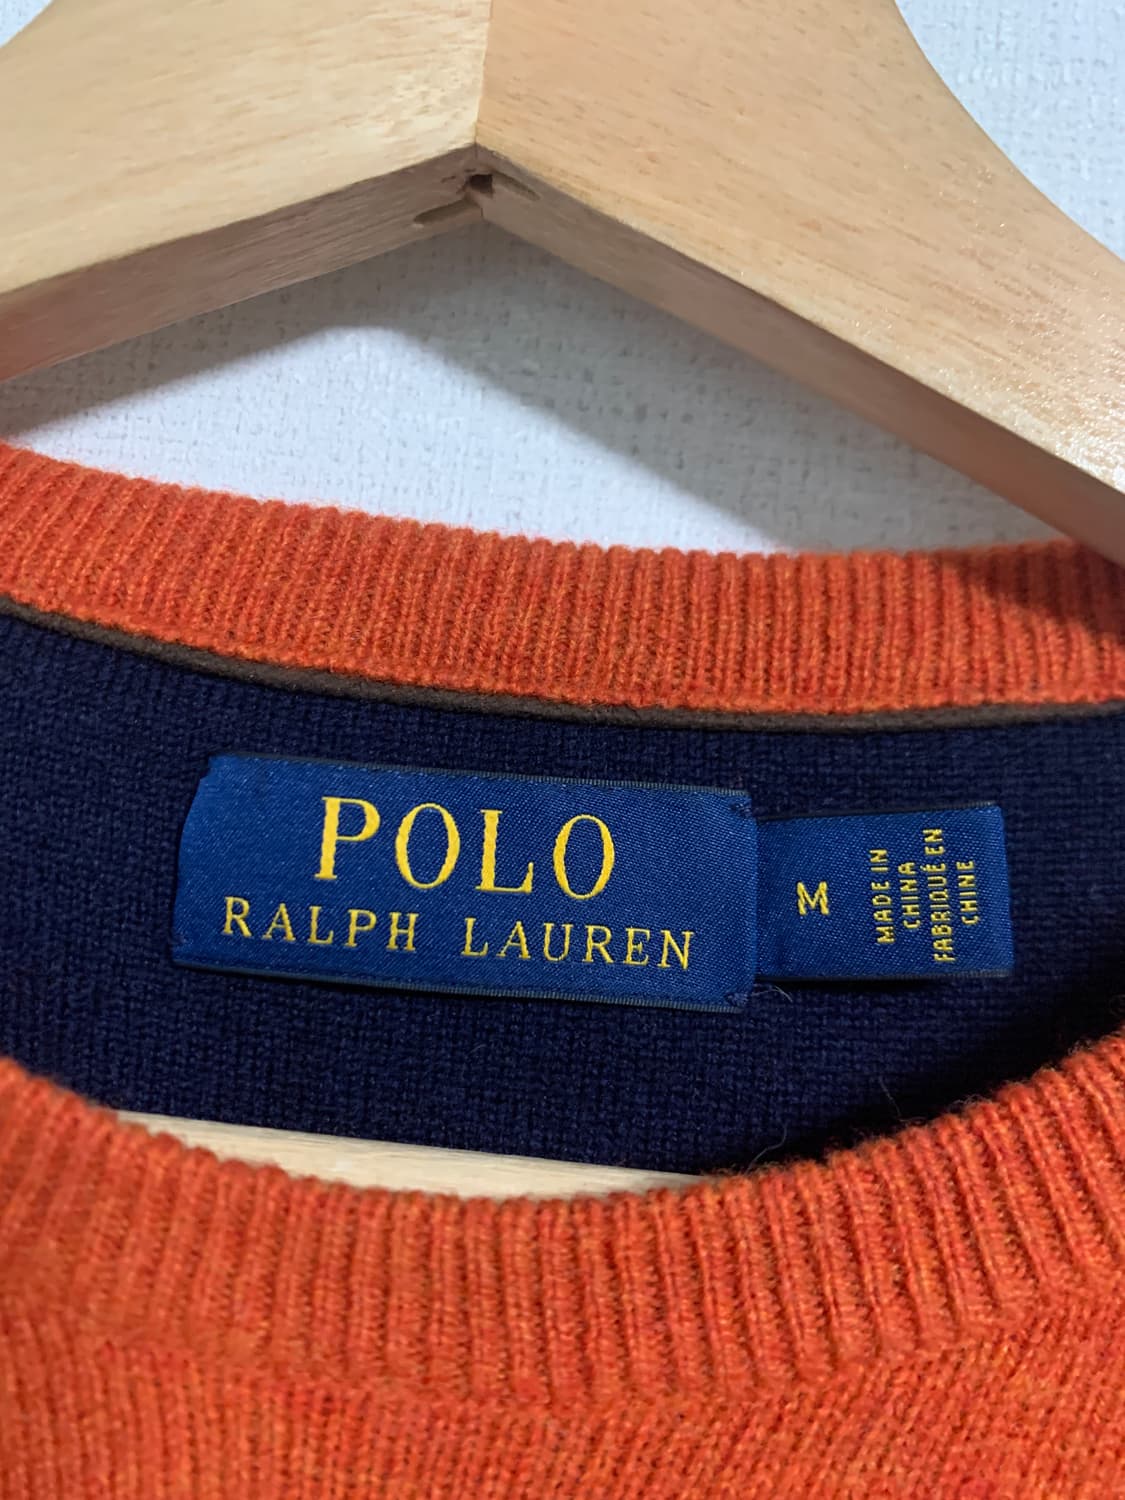 POLO
RALPH LAUREN
M
MADE IN
CHINA
FABRIQUÉ EN
CHINE